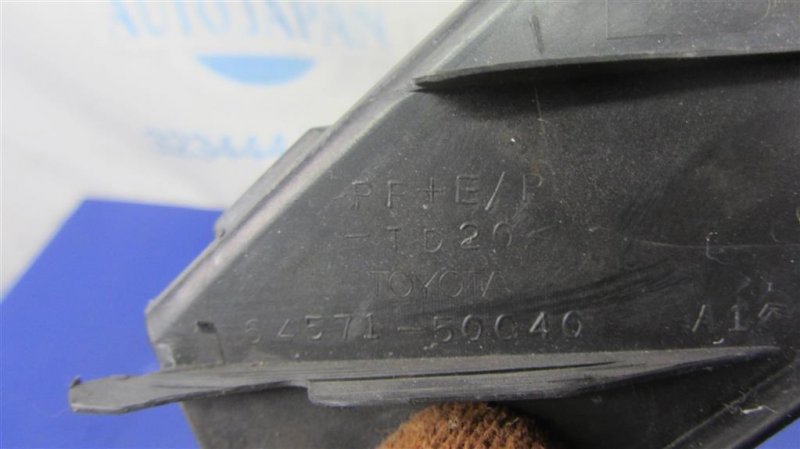 AUTOJAPAN
PP+E/P
-TD20<
TOYOTA
64571-50040 A1